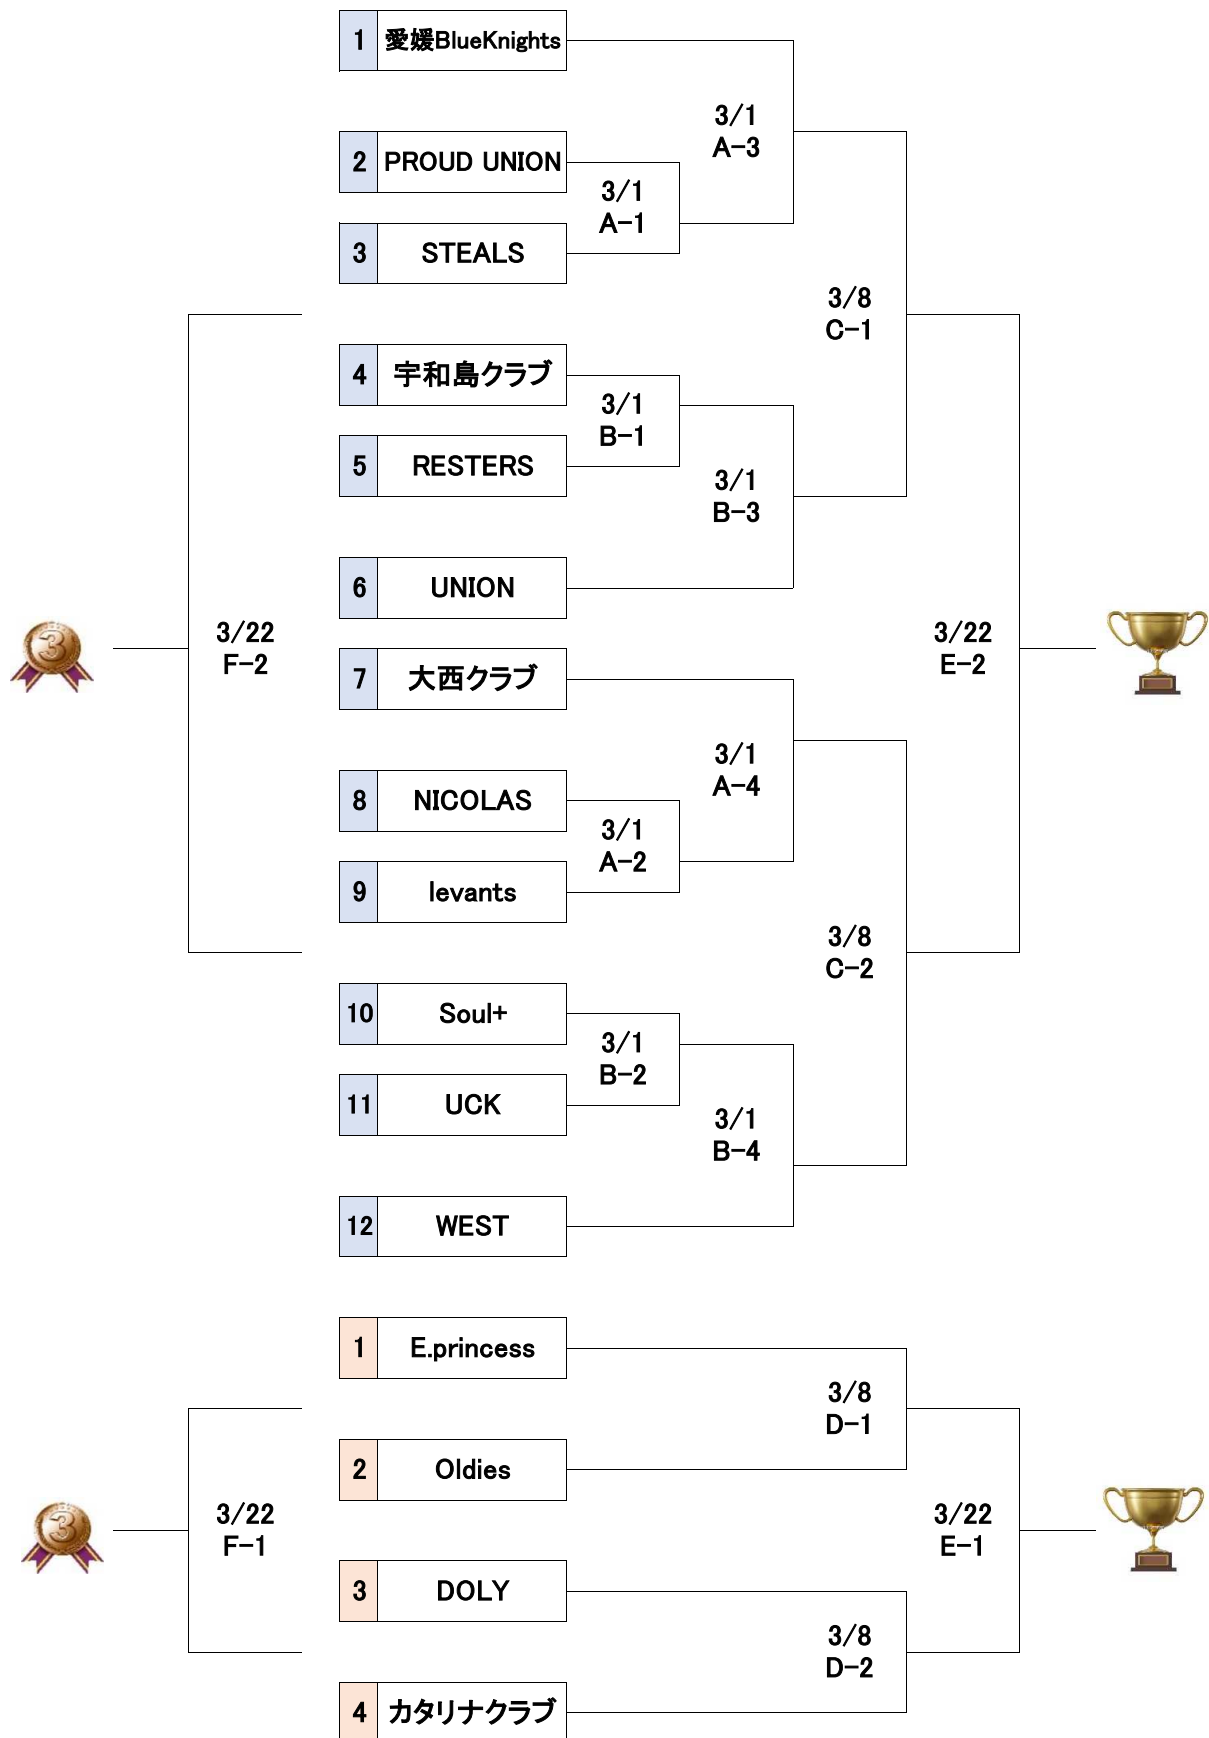 1 愛媛BlueKnights
3/1
A-3
2 PROUD UNION
3/1
A-1
3 STEALS
3/8
C-1
4 宇和島クラブ
3/1
B-1
5 RESTERS
3/1
B-3
6 UNION
3
3/22
F-2
3/22
E-2
7 大西クラブ
3/1
A-4
8 NICOLAS
3/1
A-2
9 levants
3/8
C-2
10 Soul+
3/1
B-2
11 UCK
3/1
B-4
12 WEST
1 E.princess
3/8
D-1
2 Oldies
3
3/22
F-1
3/22
E-1
3 DOLY
3/8
D-2
4 カタリナクラブ